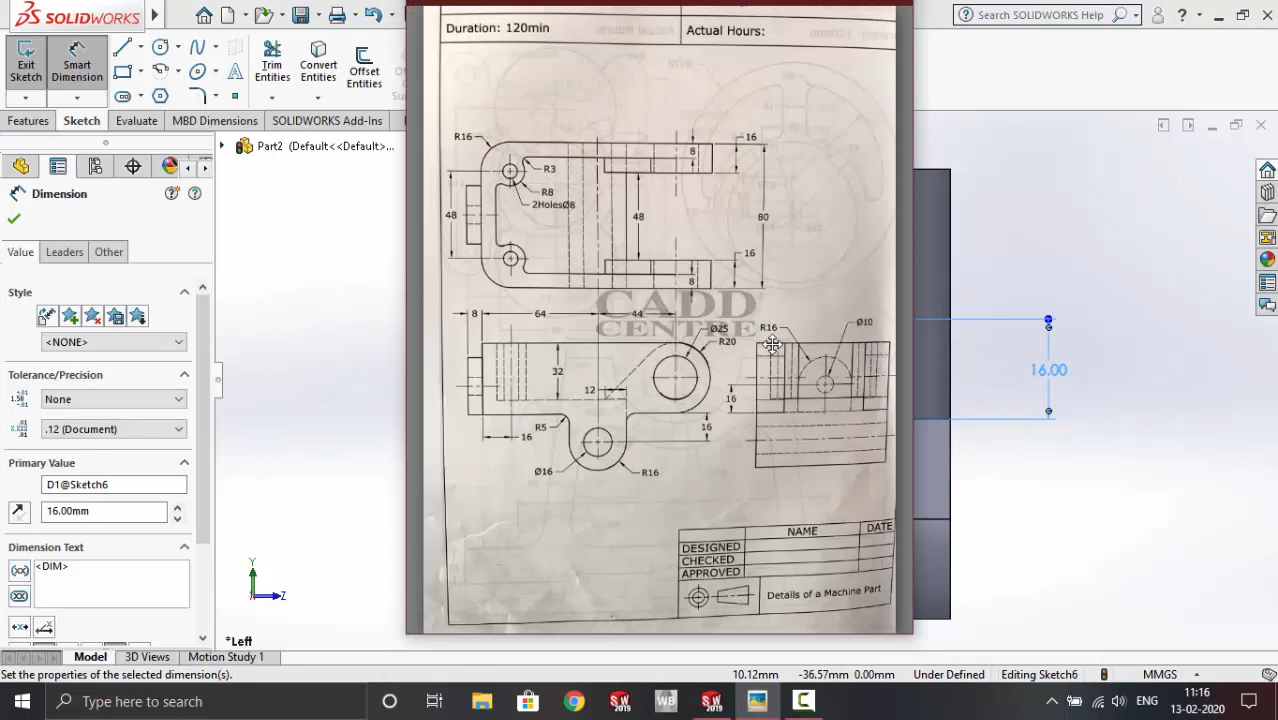 SOLIDWORKS
Search SOLIDWORKS Help
Exit Sketch
Smart Dimension
Trim Entities
Convert Entities
Offset Entities
Features
Sketch
Evaluate
MBD Dimensions
SOLIDWORKS Add-Ins
Part2 (Default<<Default>...
Dimension
Value
Leaders
Other
Style
<NONE>
Tolerance/Precision
None
.12 (Document)
Primary Value
D1@Sketch6
16.00mm
Dimension Text
<DIM>
Duration: 120min
Actual Hours:
R16
16
8
R3
R8
2HolesØ8
48
48
80
16
8
CADD
CENTRE
8
64
44
Ø25
R20
R16
Ø10
32
12
16
R5
16
16
Ø16
R16
NAME
DATE
DESIGNED
CHECKED
APPROVED
Details of a Machine Part
16.00
Y
Z
*Left
Model
3D Views
Motion Study 1
Set the properties of the selected dimension(s).
10.12mm
-36.57mm 0.00mm
Under Defined
Editing Sketch6
MMGS
Type here to search
SW
2019
WB
SW
2019
ENG
11:16
13-02-2020